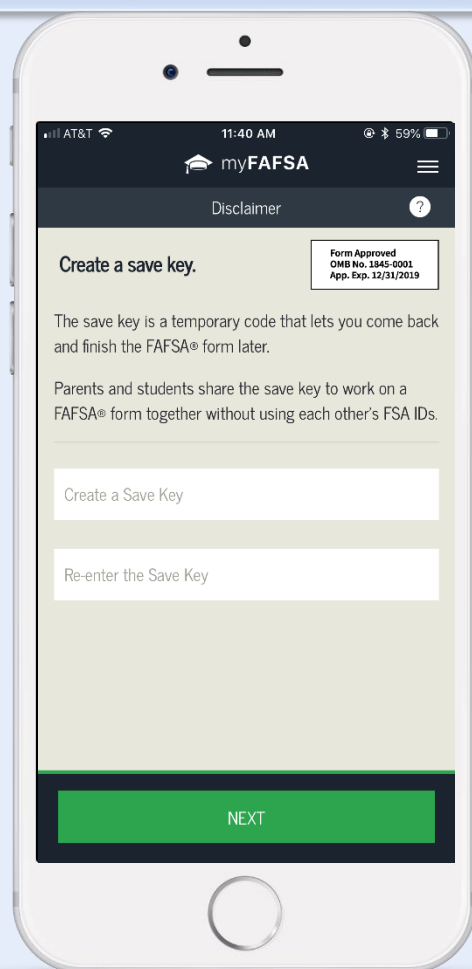 AT&T 11:40 AM 59%
myFAFSA
Disclaimer ?
Create a save key.
Form Approved
OMB No. 1845-0001
App. Exp. 12/31/2019
The save key is a temporary code that lets you come back
and finish the FAFSA® form later.
Parents and students share the save key to work on a
FAFSA® form together without using each other's FSA IDs.
Create a Save Key
Re-enter the Save Key
NEXT